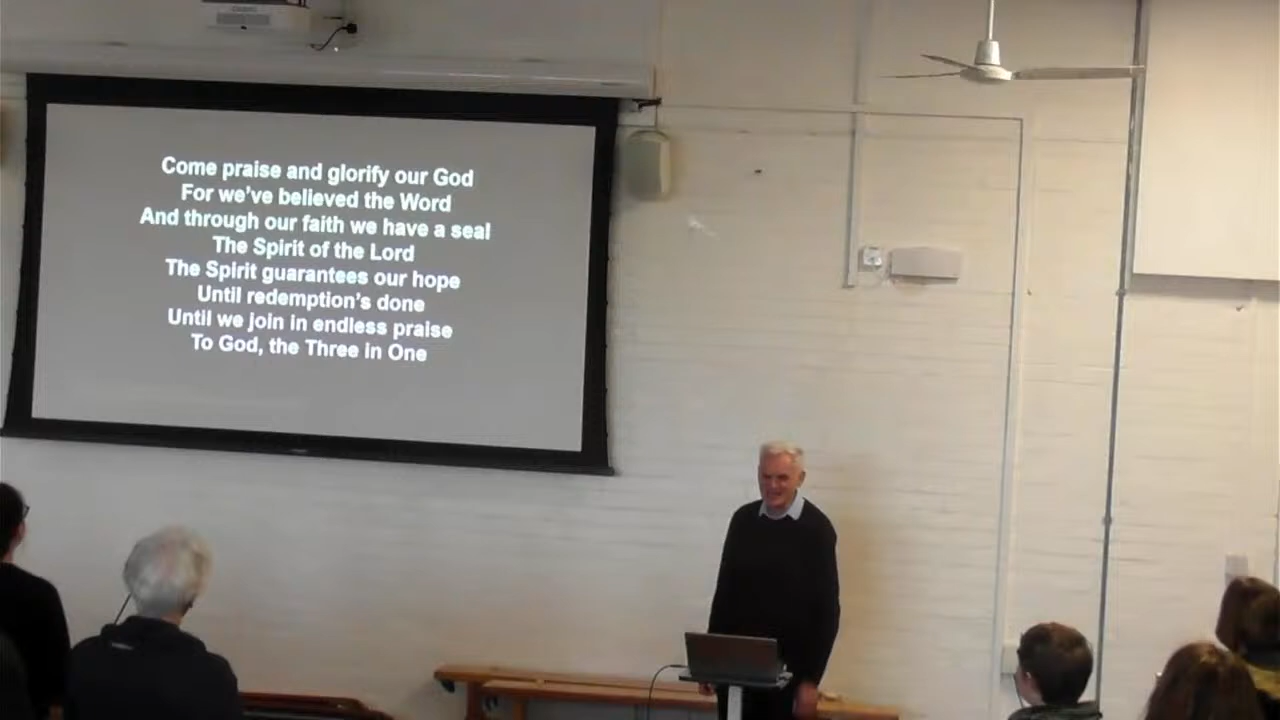 Come praise and glorify our God
For we've believed the Word
And through our faith we have a seal
The Spirit of the Lord
The Spirit guarantees our hope
Until redemption's done
Until we join in endless praise
To God, the Three in One